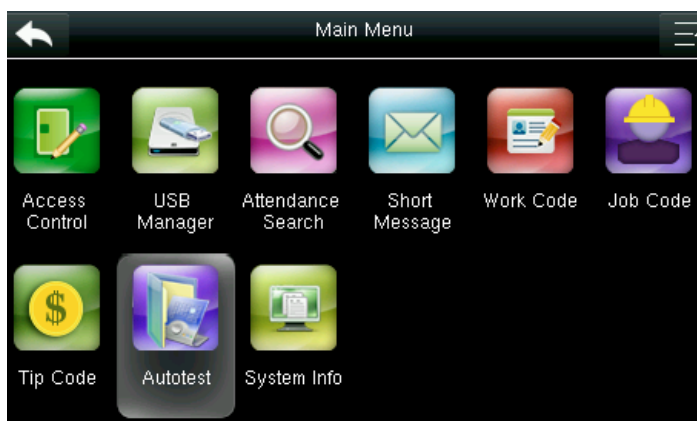 Main Menu
Access
Control
USB
Manager
Attendance
Search
Short
Message
Work Code
Job Code
Tip Code
Autotest
System Info